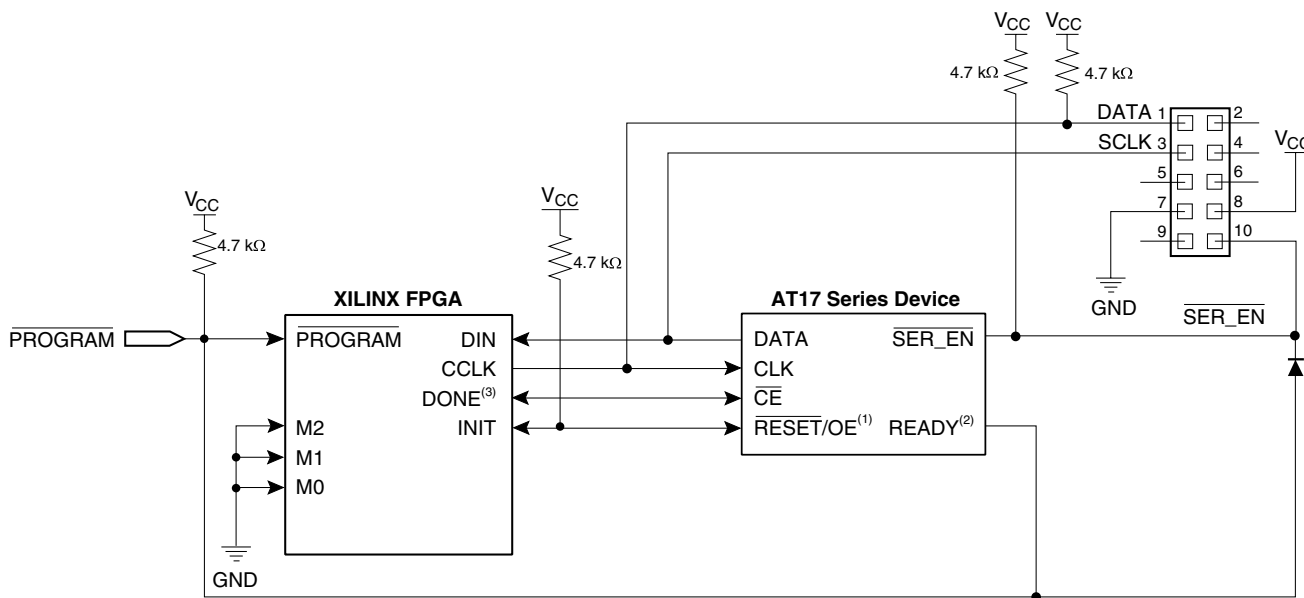 VCC VCC
4.7 kΩ 4.7 kΩ
DATA 1 2
SCLK 3 4
VCC
5 6
7 8
9 10
VCC VCC
4.7 kΩ
4.7 kΩ
GND
SER_EN
XILINX FPGA
AT17 Series Device
PROGRAM
PROGRAM DIN
CCLK
DONE(3)
INIT
M2
M1
M0
DATA SER_EN
CLK
CE
RESET/OE(1) READY(2)
GND